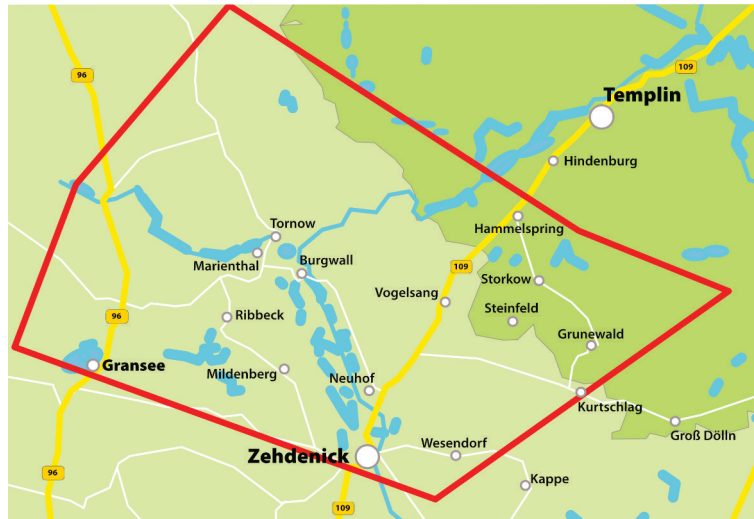 96
109
Templin
Hindenburg
Hammelspring
Tornow
Marienthal
Burgwall
109
Storkow
Vogelsang
Steinfeld
96
Ribbeck
Grunewald
Gransee
Mildenberg
Neuhof
Kurtschlag
Groß Dölln
Wesendorf
Zehdenick
96
Kappe
109